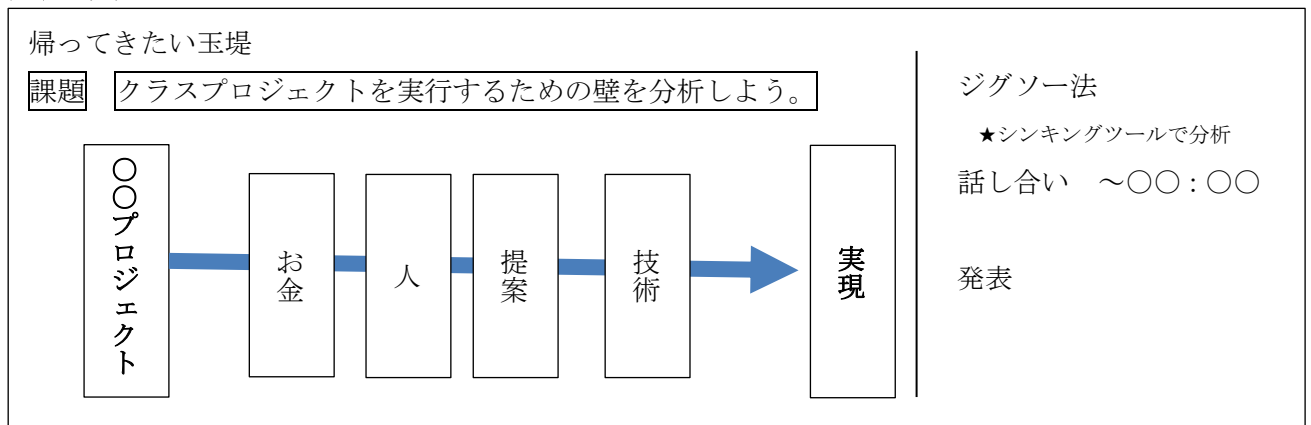 帰ってきたい玉堤
課題 クラスプロジェクトを実行するための壁を分析しよう。
〇〇プロジェクト
お金
人
提案
技術
実現
ジグソー法
★シンキングツールで分析
話し合い ～〇〇：〇〇
発表